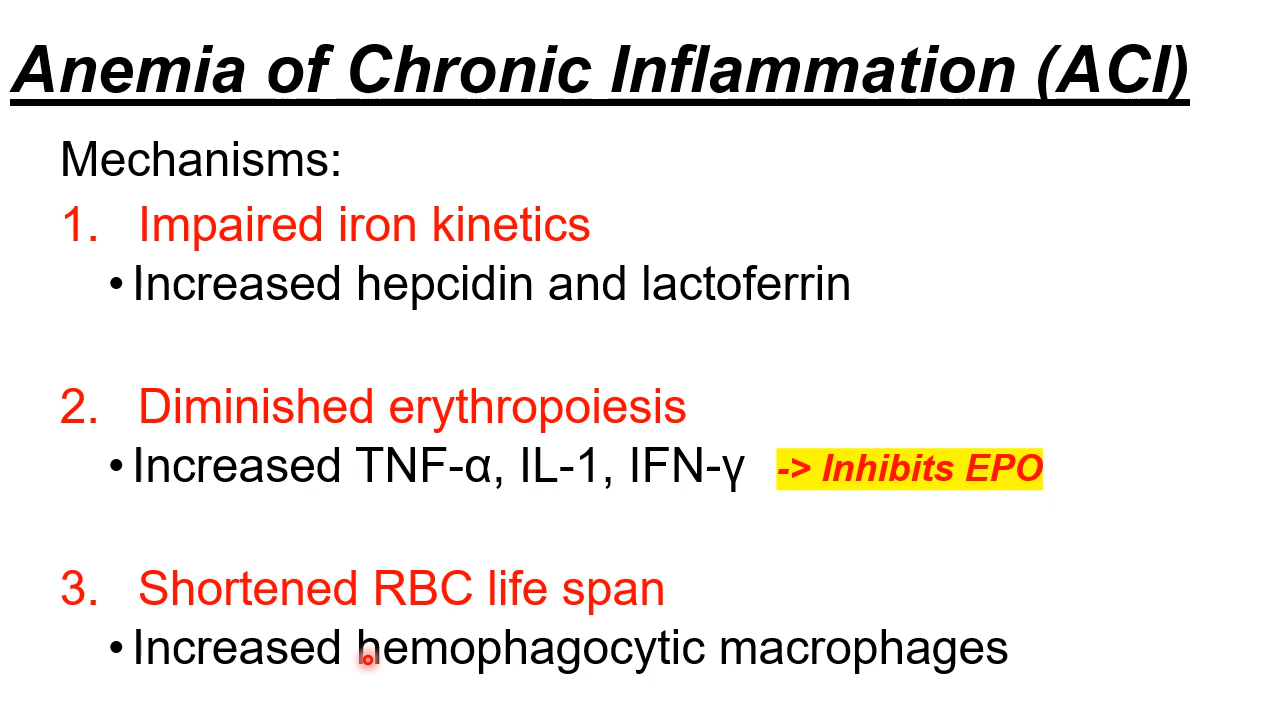 Anemia of Chronic Inflammation (ACI)
Mechanisms:
1. Impaired iron kinetics
• Increased hepcidin and lactoferrin
2. Diminished erythropoiesis
• Increased TNF-α, IL-1, IFN-γ -> Inhibits EPO
3. Shortened RBC life span
• Increased hemophagocytic macrophages